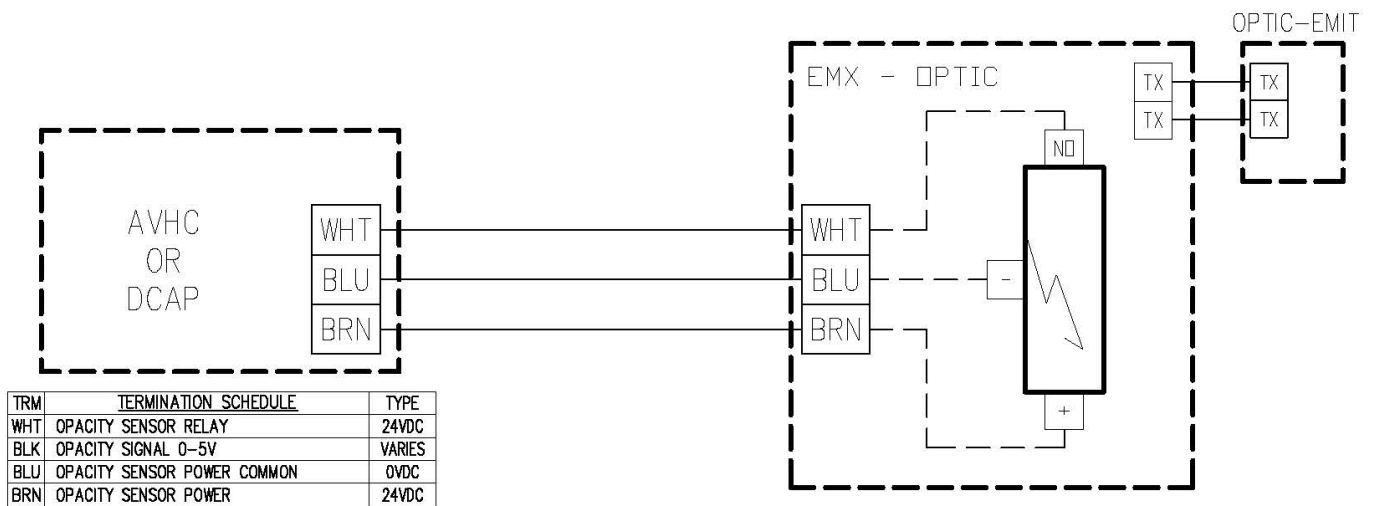 OPTIC-EMIT
EMX - OPTIC
TX TX
TX TX
NO
AVHC
OR
DCAP
WHT WHT
BLU BLU
BRN BRN
-
+
TRM TERMINATION SCHEDULE TYPE
WHT OPACITY SENSOR RELAY 24VDC
BLK OPACITY SIGNAL 0-5V VARIES
BLU OPACITY SENSOR POWER COMMON 0VDC
BRN OPACITY SENSOR POWER 24VDC